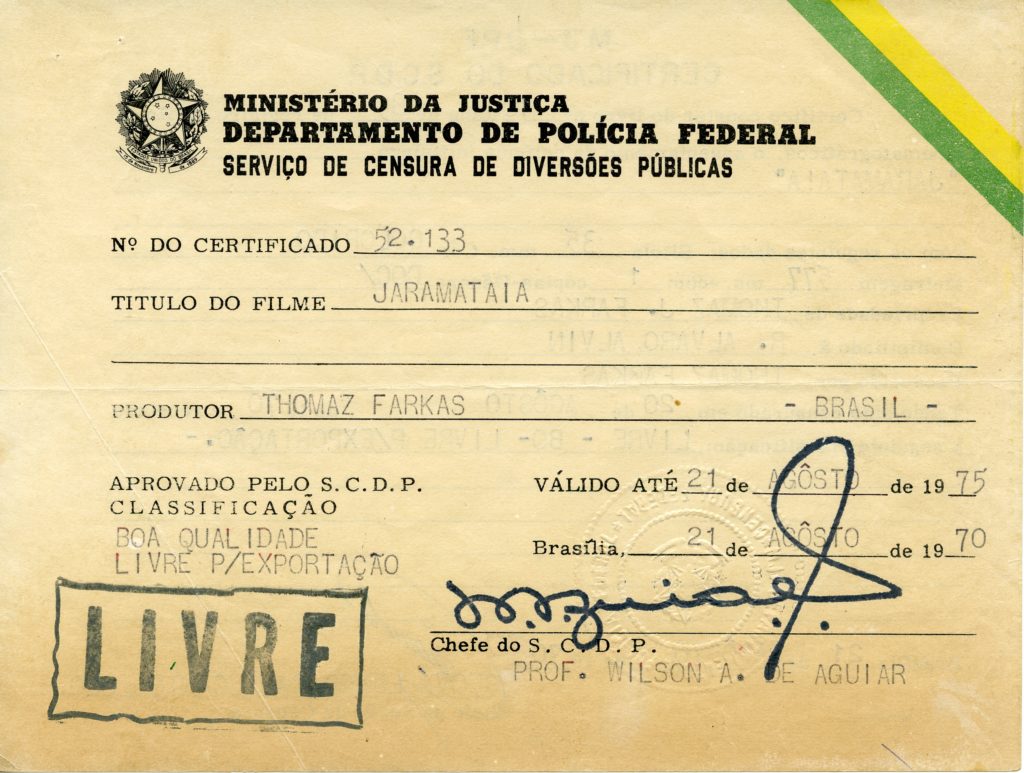 MINISTÉRIO DA JUSTIÇA
DEPARTAMENTO DE POLÍCIA FEDERAL
SERVIÇO DE CENSURA DE DIVERSÕES PÚBLICAS
Nº DO CERTIFICADO 52.133
TITULO DO FILME JARAMATAIA
PRODUTOR THOMAZ FARKAS - BRASIL -
APROVADO PELO S.C.D.P.
CLASSIFICAÇÃO
BOA QUALIDADE
LIVRE P/EXPORTAÇÃO
LIVRE
VÁLIDO ATÉ 21 de AGÔSTO de 1975
Brasília, 21 de AGÔSTO de 1970
Chefe do S.C.D.P.
PROF. WILSON A. DE AGUIAR